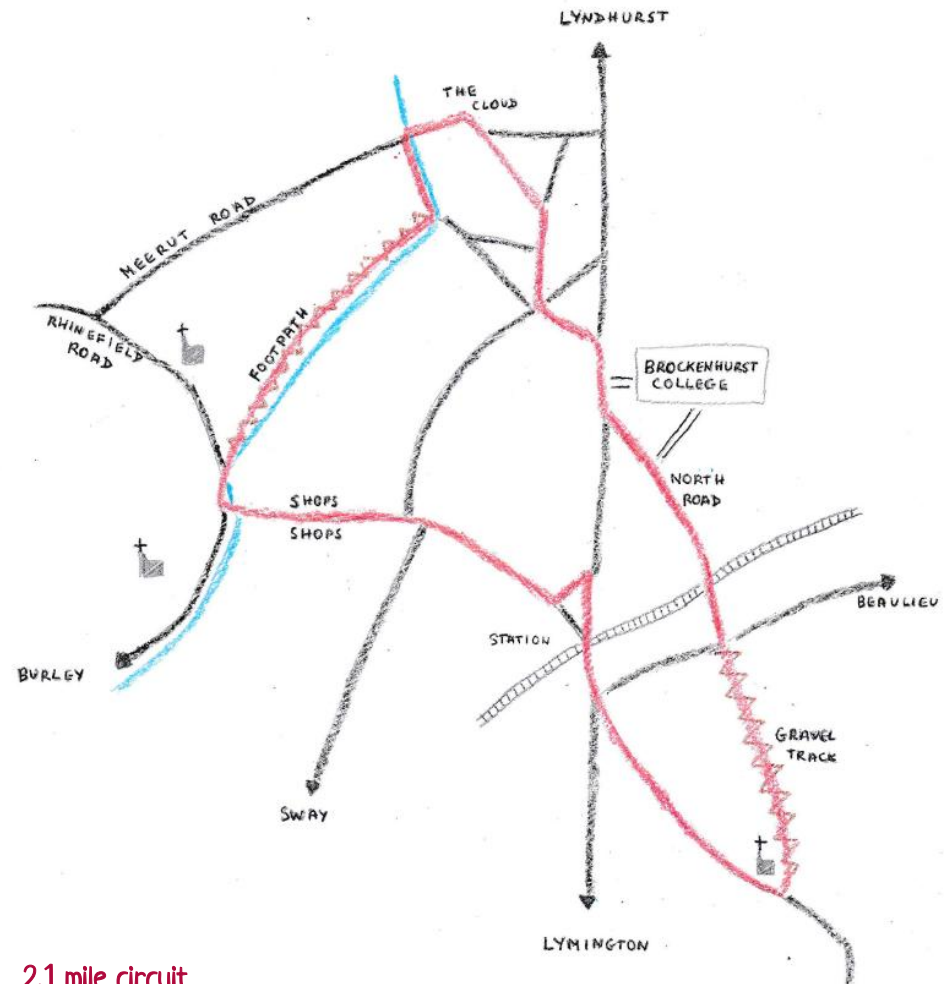 LYNDHURST
THE
CLOUD
MEERUT ROAD
RHINEFIELD
ROAD
FOOTPATH
BROCKENHURST
COLLEGE
NORTH
ROAD
SHOPS
SHOPS
BEAULIEU
STATION
BURLEY
GRAVEL
TRACK
SWAY
LYMINGTON
2.1 mile circuit